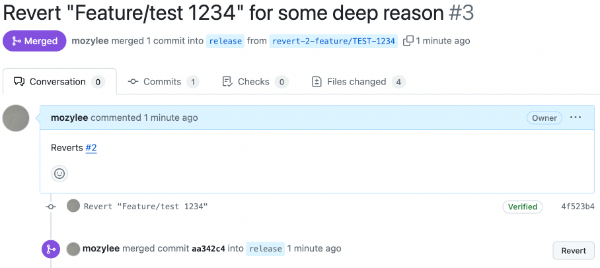 Revert "Feature/test 1234" for some deep reason #3
Merged mozylee merged 1 commit into release from revert-2-feature/TEST-1234 1 minute ago
Conversation 0 Commits 1 Checks 0 Files changed 4
mozylee commented 1 minute ago Owner ...
Reverts #2
Revert "Feature/test 1234" Verified 4f523b4
mozylee merged commit aa342c4 into release 1 minute ago Revert